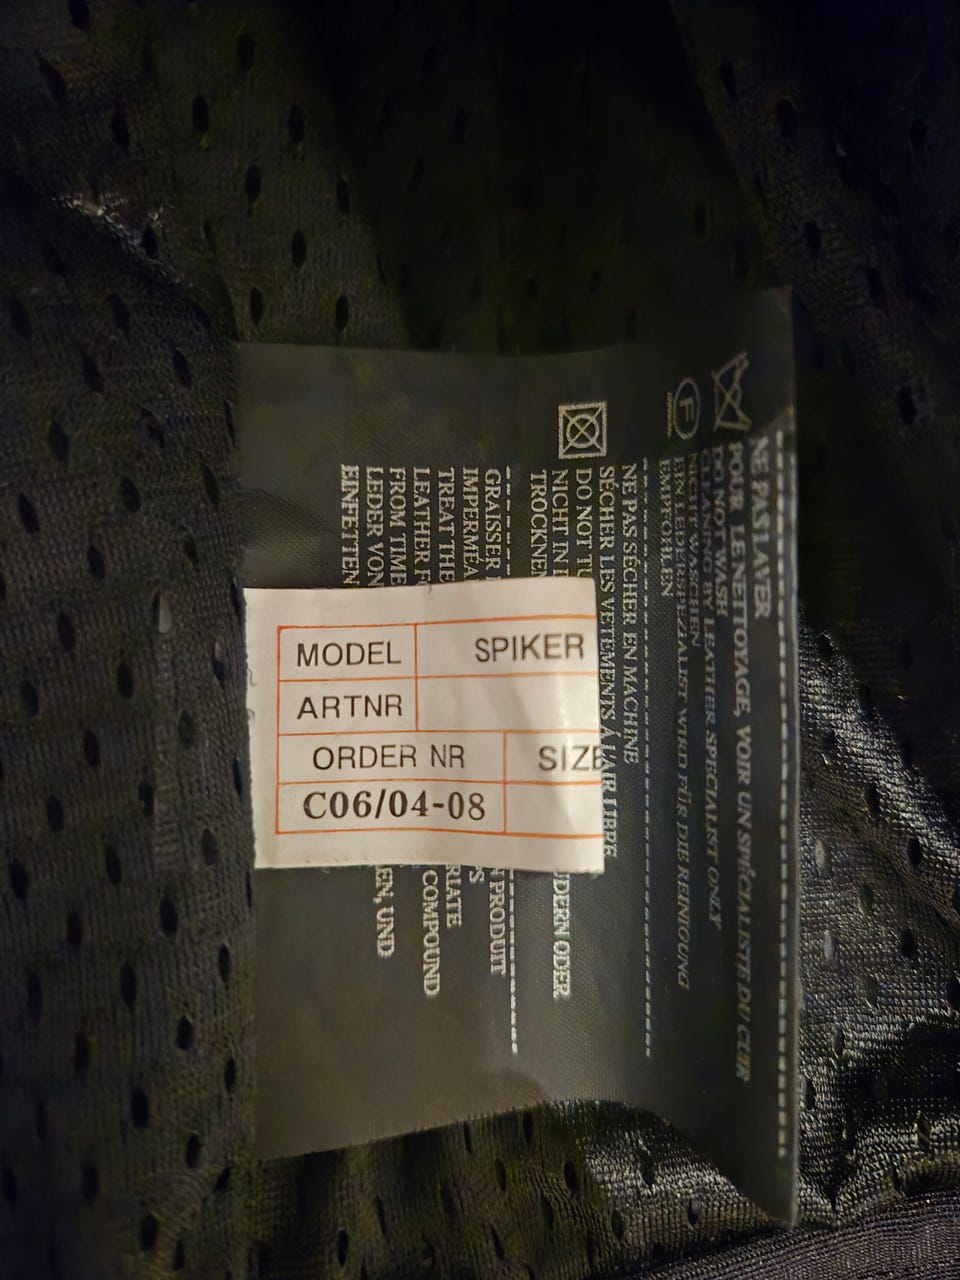 MODEL SPIKER
ARTNR
ORDER NR SIZE
C06/04-08
NE PAS LAVER
POUR LE NETTOYAGE, VOIR UN SPÉCIALISTE DU CUIR
DO NOT WASH
CLEANING BY LEATHER SPECIALIST ONLY
NICHT WASCHEN
EIN LEDERSPEZIALIST WIRD FÜR DIE REINIGUNG
EMPFOHLEN
F
NE PAS SÉCHER EN MACHINE
SÉCHER LES VETEMENTS À L'AIR LIBRE
DO NOT TU
NICHT IN DERN ODER
TROCKNEN
GRAISSER N PRODUIT
IMPERMÉA S
TREAT THE RIATE
LEATHER COMPOUND
FROM TIME
LEDER VON EN, UND
EINFETTEN